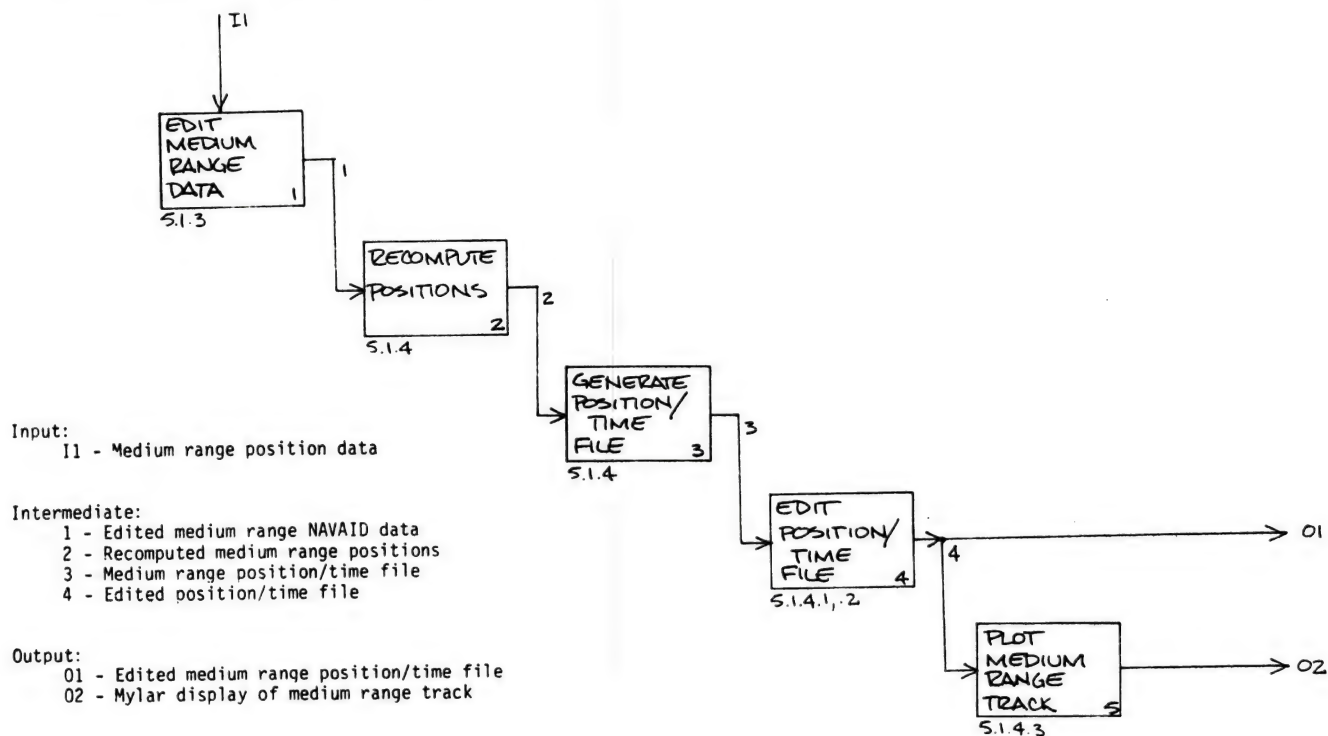 I1
EDIT
MEDIUM
RANGE
DATA 1
5.1.3
1
RECOMPUTE
POSITIONS
2
5.1.4
2
GENERATE
POSITION/
TIME
FILE 3
5.1.4
3
EDIT
POSITION/
TIME
FILE 4
5.1.4.1, .2
4
O1
PLOT
MEDIUM
RANGE
TRACK 5
5.1.4.3
O2
Input:
I1 - Medium range position data
Intermediate:
1 - Edited medium range NAVAID data
2 - Recomputed medium range positions
3 - Medium range position/time file
4 - Edited position/time file
Output:
O1 - Edited medium range position/time file
O2 - Mylar display of medium range track